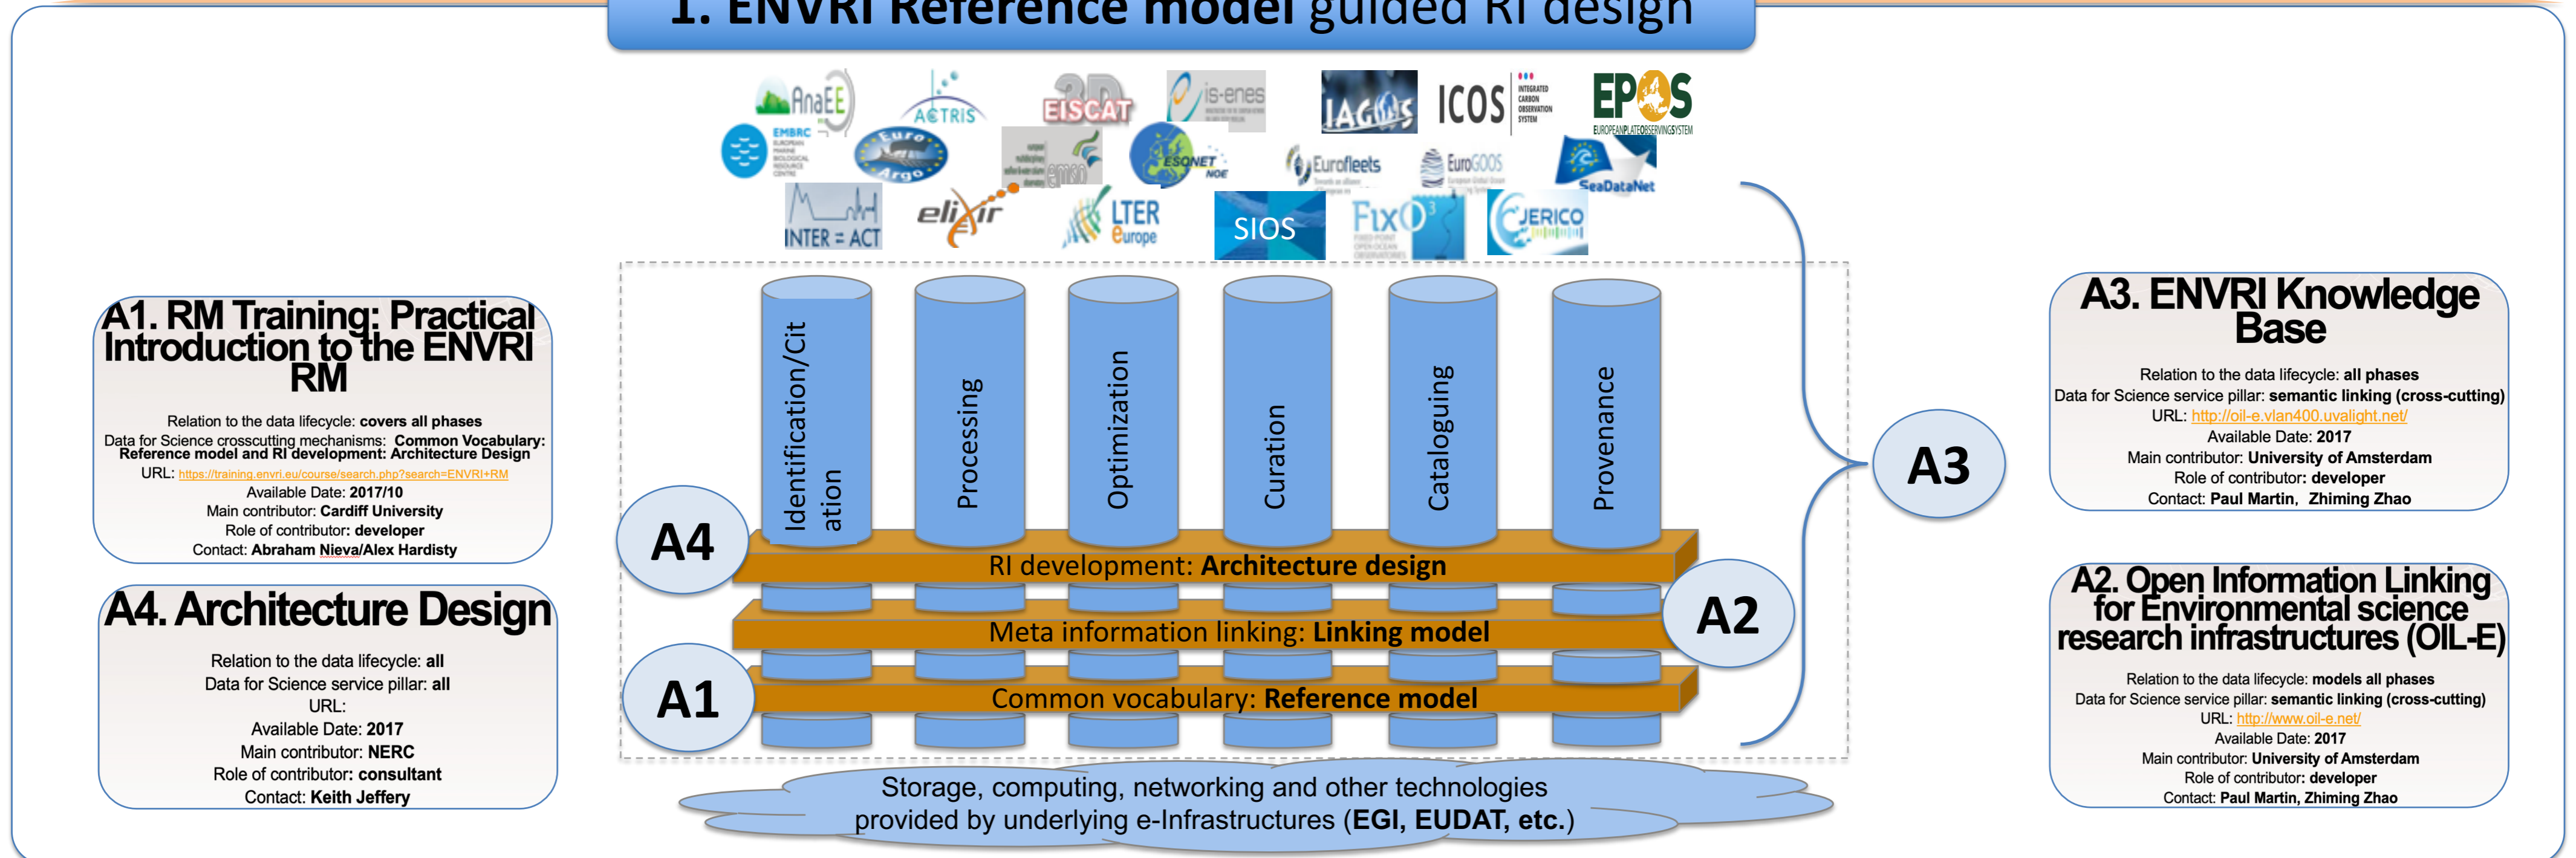 1. ENVRI Reference model guided RI design
AnaEE
ACTRIS
3D
EISCAT
is-enes
IAGOS
ICOS
INTEGRATED
CARBON
OBSERVATION
SYSTEM
EPOS
EUROPEANPLATEOBSERVINGSYSTEM
EMBRC
EUROPEAN
MARINE
BIOLOGICAL
RESOURCE
CENTRE
Euro
Argo
emso
ESONET
NOE
Eurofleets
EuroGOOS
SeaDataNet
INTER = ACT
elixir
LTER
europe
SIOS
FixO3
FIXED-POINT
OPEN OCEAN
OBSERVATORIES
JERICO
A1. RM Training: Practical
Introduction to the ENVRI
RM
Relation to the data lifecycle: covers all phases
Data for Science crosscutting mechanisms: Common Vocabulary:
Reference model and RI development: Architecture Design
URL: https://training.envri.eu/course/search.php?search=ENVRI+RM
Available Date: 2017/10
Main contributor: Cardiff University
Role of contributor: developer
Contact: Abraham Nieva/Alex Hardisty
A4. Architecture Design
Relation to the data lifecycle: all
Data for Science service pillar: all
URL:
Available Date: 2017
Main contributor: NERC
Role of contributor: consultant
Contact: Keith Jeffery
Identification/Cit
ation
Processing
Optimization
Curation
Cataloguing
Provenance
A4
RI development: Architecture design
A2
Meta information linking: Linking model
A1
Common vocabulary: Reference model
A3
Storage, computing, networking and other technologies
provided by underlying e-Infrastructures (EGI, EUDAT, etc.)
A3. ENVRI Knowledge
Base
Relation to the data lifecycle: all phases
Data for Science service pillar: semantic linking (cross-cutting)
URL: http://oil-e.vlan400.uvalight.net/
Available Date: 2017
Main contributor: University of Amsterdam
Role of contributor: developer
Contact: Paul Martin, Zhiming Zhao
A2. Open Information Linking
for Environmental science
research infrastructures (OIL-E)
Relation to the data lifecycle: models all phases
Data for Science service pillar: semantic linking (cross-cutting)
URL: http://www.oil-e.net/
Available Date: 2017
Main contributor: University of Amsterdam
Role of contributor: developer
Contact: Paul Martin, Zhiming Zhao